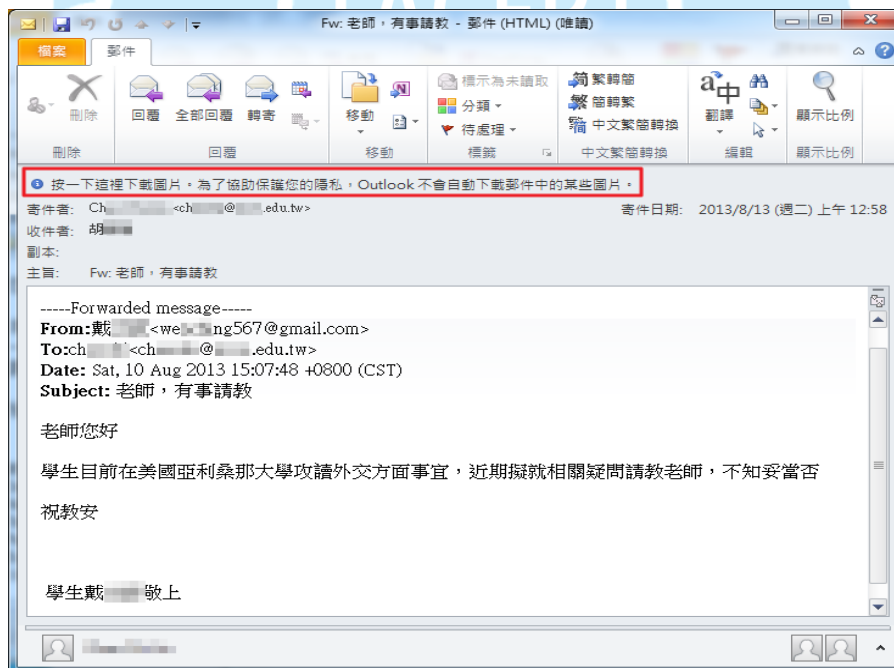 Fw: 老師，有事請教 - 郵件 (HTML) (唯讀)
檔案 郵件
刪除 回覆 全部回覆 轉寄 移動 標示為未讀取 分類 待處理 簡轉繁 繁轉簡 中文繁簡轉換 翻譯 顯示比例
刪除 回覆 移動 標籤 中文繁簡轉換 編輯 顯示比例
按一下這裡下載圖片。為了協助保護您的隱私，Outlook 不會自動下載郵件中的某些圖片。
寄件者: Ch <ch @ .edu.tw> 寄件日期: 2013/8/13 (週二) 上午 12:58
收件者: 胡
副本:
主旨: Fw: 老師，有事請教
-----Forwarded message-----
From:戴 <we ng567@gmail.com>
To:ch <ch @ .edu.tw>
Date: Sat, 10 Aug 2013 15:07:48 +0800 (CST)
Subject: 老師，有事請教
老師您好
學生目前在美國亞利桑那大學攻讀外交方面事宜，近期擬就相關疑問請教老師，不知妥當否
祝教安
學生戴 敬上